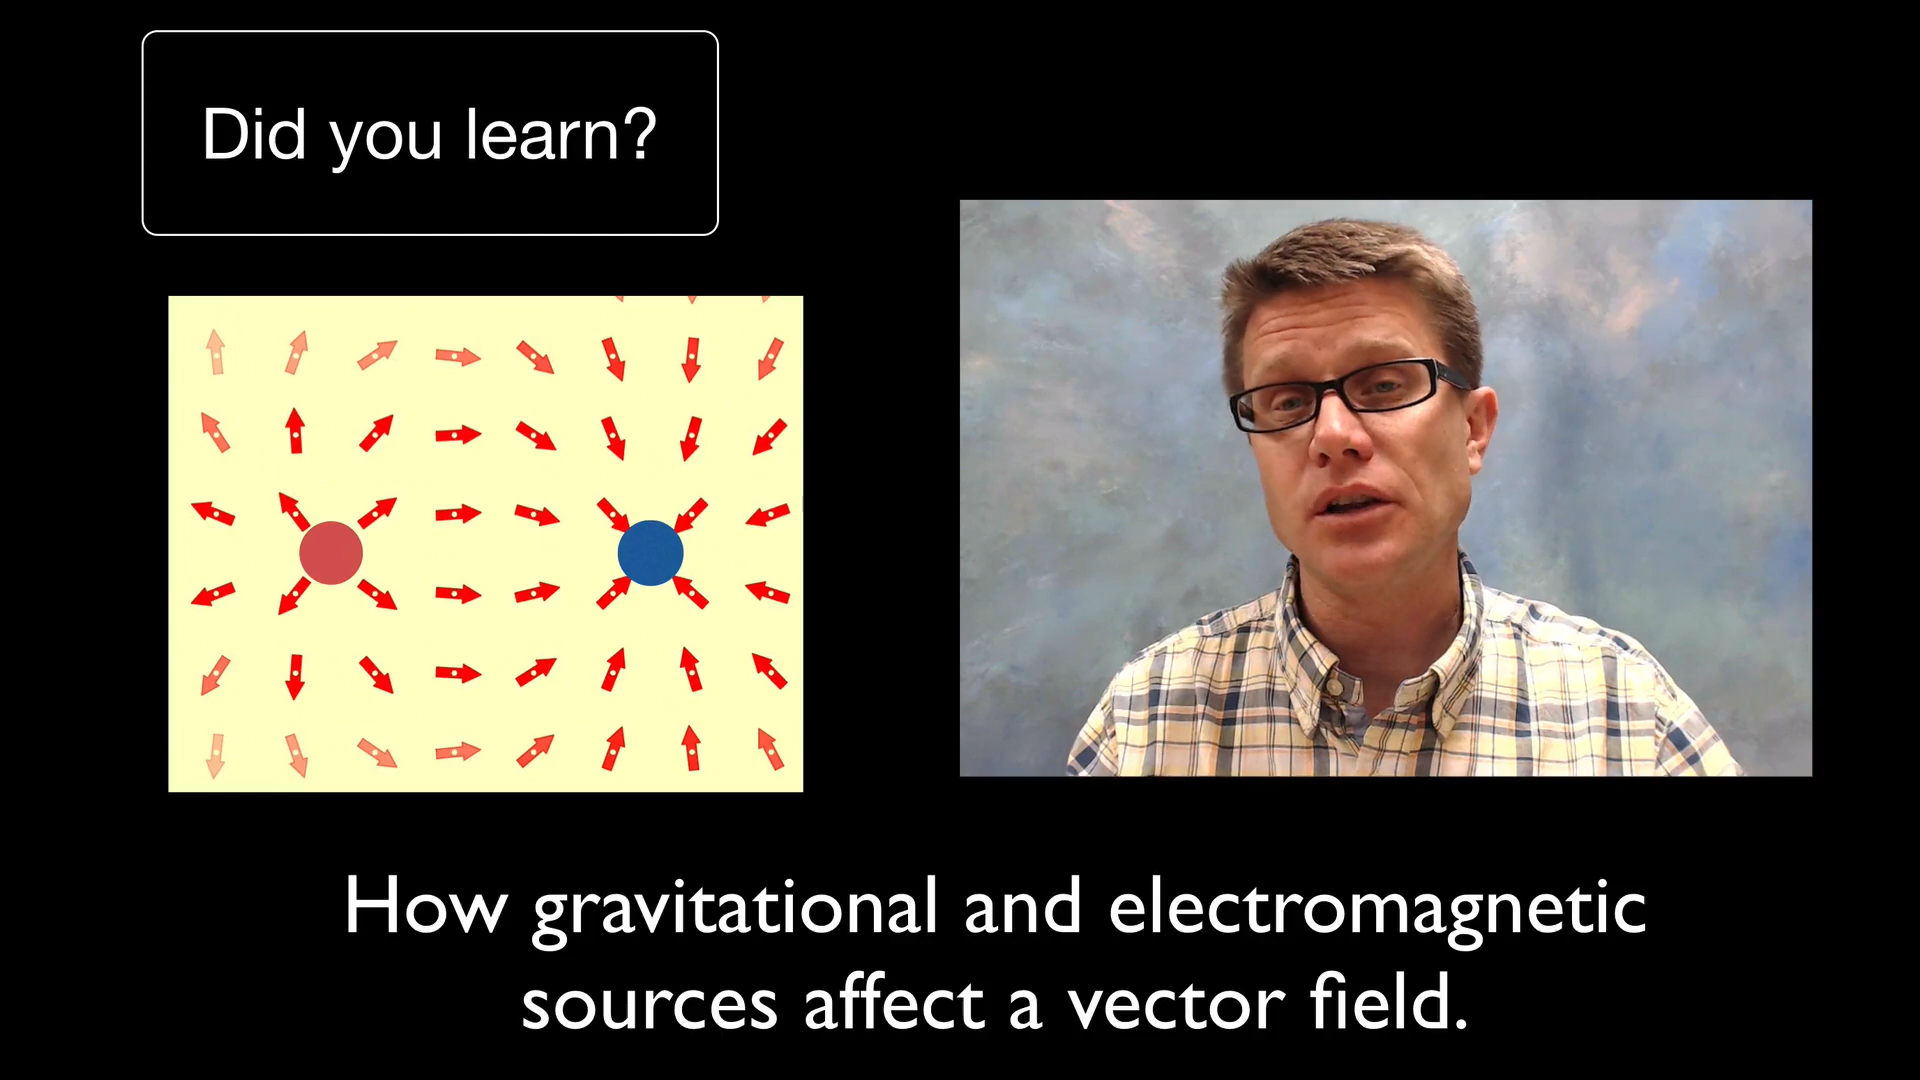 Did you learn?
How gravitational and electromagnetic
sources affect a vector field.